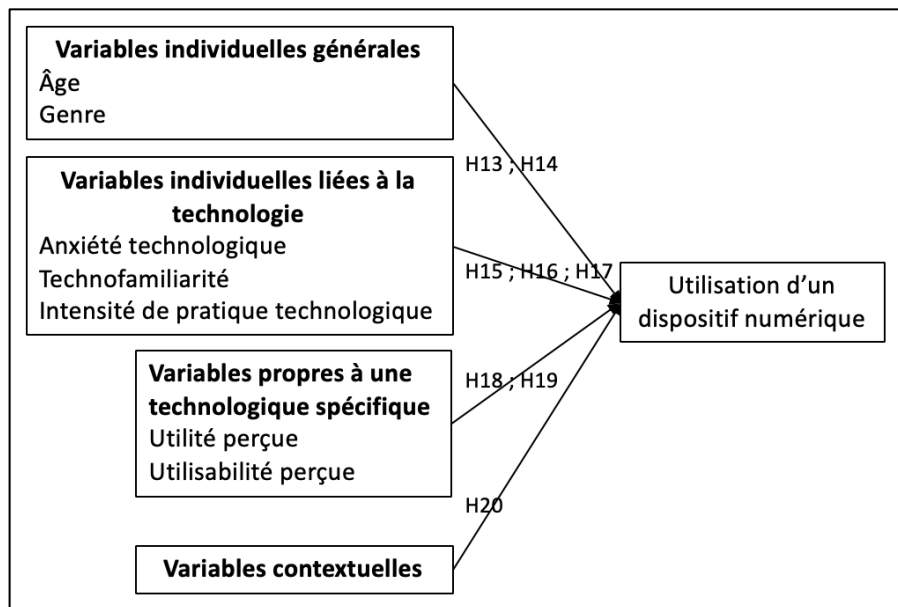 Variables individuelles générales
Âge
Genre
H13 ; H14
Variables individuelles liées à la
technologie
Anxiété technologique
Technofamiliarité
Intensité de pratique technologique
H15 ; H16 ; H17
Utilisation d’un
dispositif numérique
Variables propres à une
technologique spécifique
Utilité perçue
Utilisabilité perçue
H18 ; H19
H20
Variables contextuelles